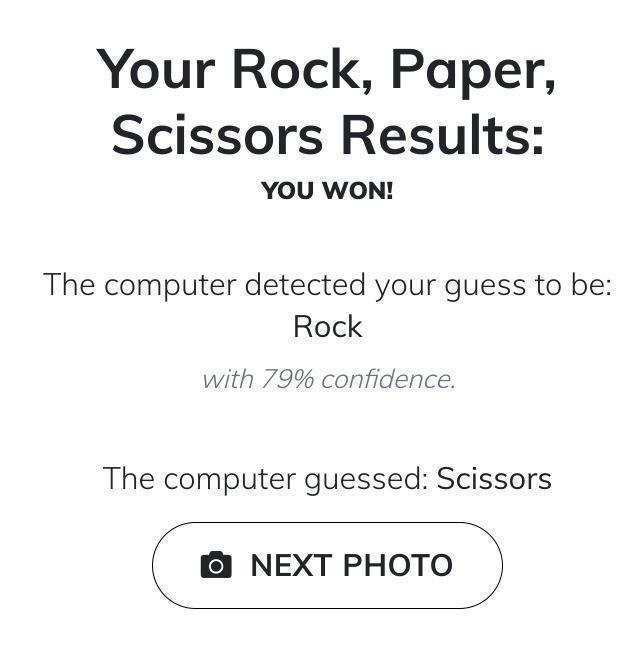 Your Rock, Paper,
Scissors Results:
YOU WON!
The computer detected your guess to be:
Rock
with 79% confidence.
The computer guessed: Scissors
NEXT PHOTO